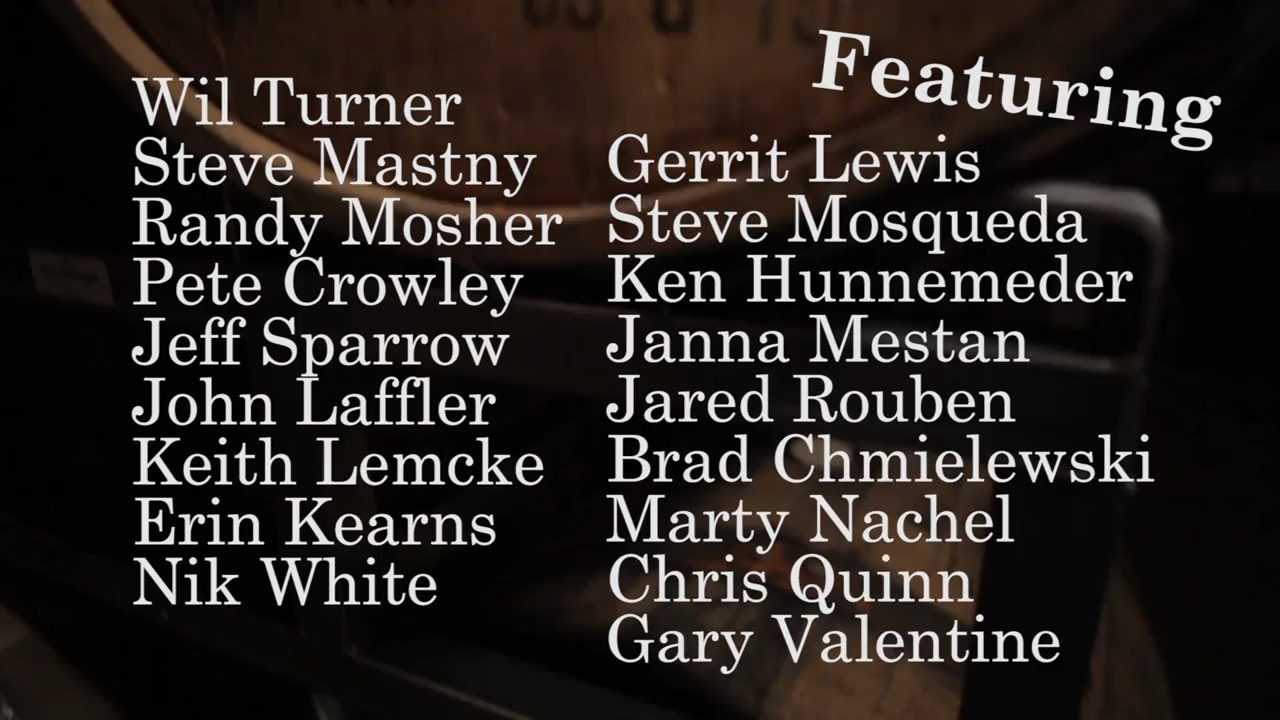 Featuring
Wil Turner
Steve Mastny
Randy Mosher
Pete Crowley
Jeff Sparrow
John Laffler
Keith Lemcke
Erin Kearns
Nik White
Gerrit Lewis
Steve Mosqueda
Ken Hunnemeder
Janna Mestan
Jared Rouben
Brad Chmielewski
Marty Nachel
Chris Quinn
Gary Valentine